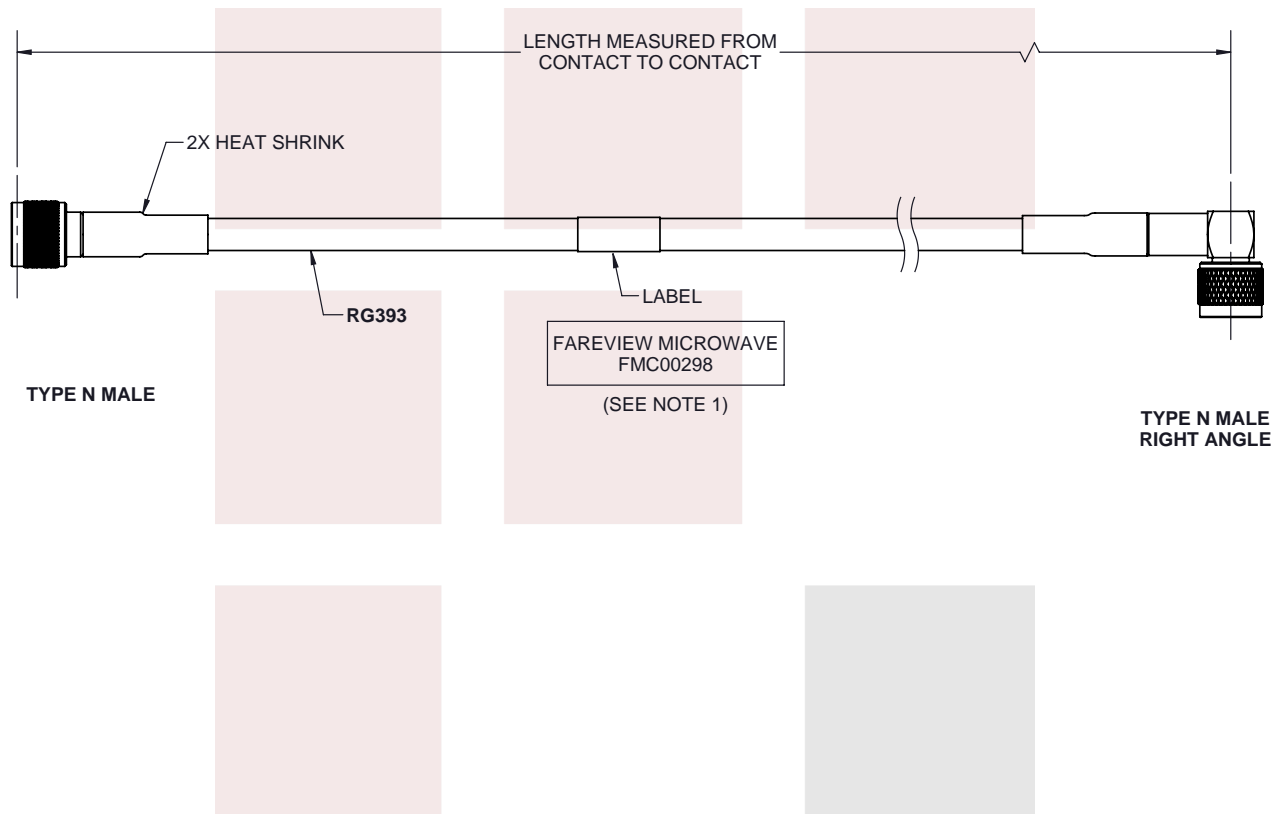 LENGTH MEASURED FROM
CONTACT TO CONTACT
2X HEAT SHRINK
LABEL
RG393
FAREVIEW MICROWAVE
FMC00298
(SEE NOTE 1)
TYPE N MALE
TYPE N MALE
RIGHT ANGLE